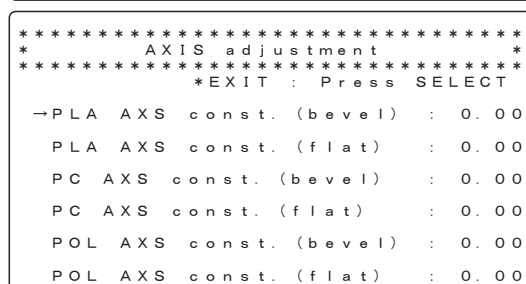 ********************************
* AXIS adjustment *
********************************
*EXIT : Press SELECT
→PLA AXS const. (bevel) : 0.00
PLA AXS const. (flat) : 0.00
PC AXS const. (bevel) : 0.00
PC AXS const. (flat) : 0.00
POL AXS const. (bevel) : 0.00
POL AXS const. (flat) : 0.00